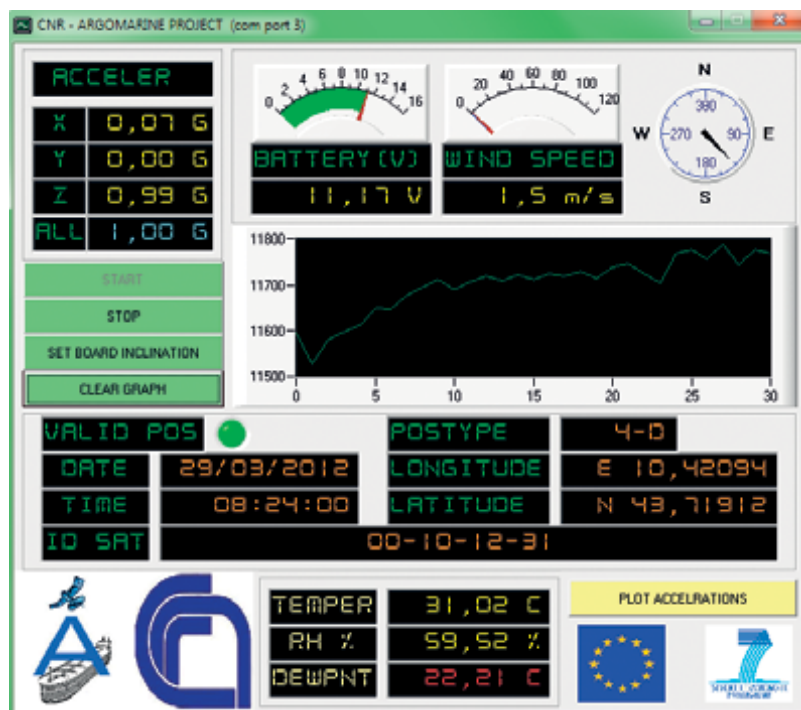 CNR - ARGOMARINE PROJECT (com port 3)
ACCELER
X 0,07 G
Y 0,00 G
Z 0,99 G
ALL 1,00 G
START
STOP
SET BOARD INCLINATION
CLEAR GRAPH
0 2 4 6 8 10 12 14 16
BATTERY(V)
11,17 V
0 20 40 60 80 100 120
WIND SPEED
1,5 m/s
N
W 270 380 90 E
180
S
11800
11700
11600
11500
0 5 10 15 20 25 30
VALID POS POSTYPE 4-D
DATE 29/03/2012 LONGITUDE E 10,42094
TIME 08:24:00 LATITUDE N 43,71912
ID SAT 00-10-12-31
TEMPER 31,02 C
RH % 59,52 %
DEWPNT 22,21 C
PLOT ACCELRATIONS
A
7